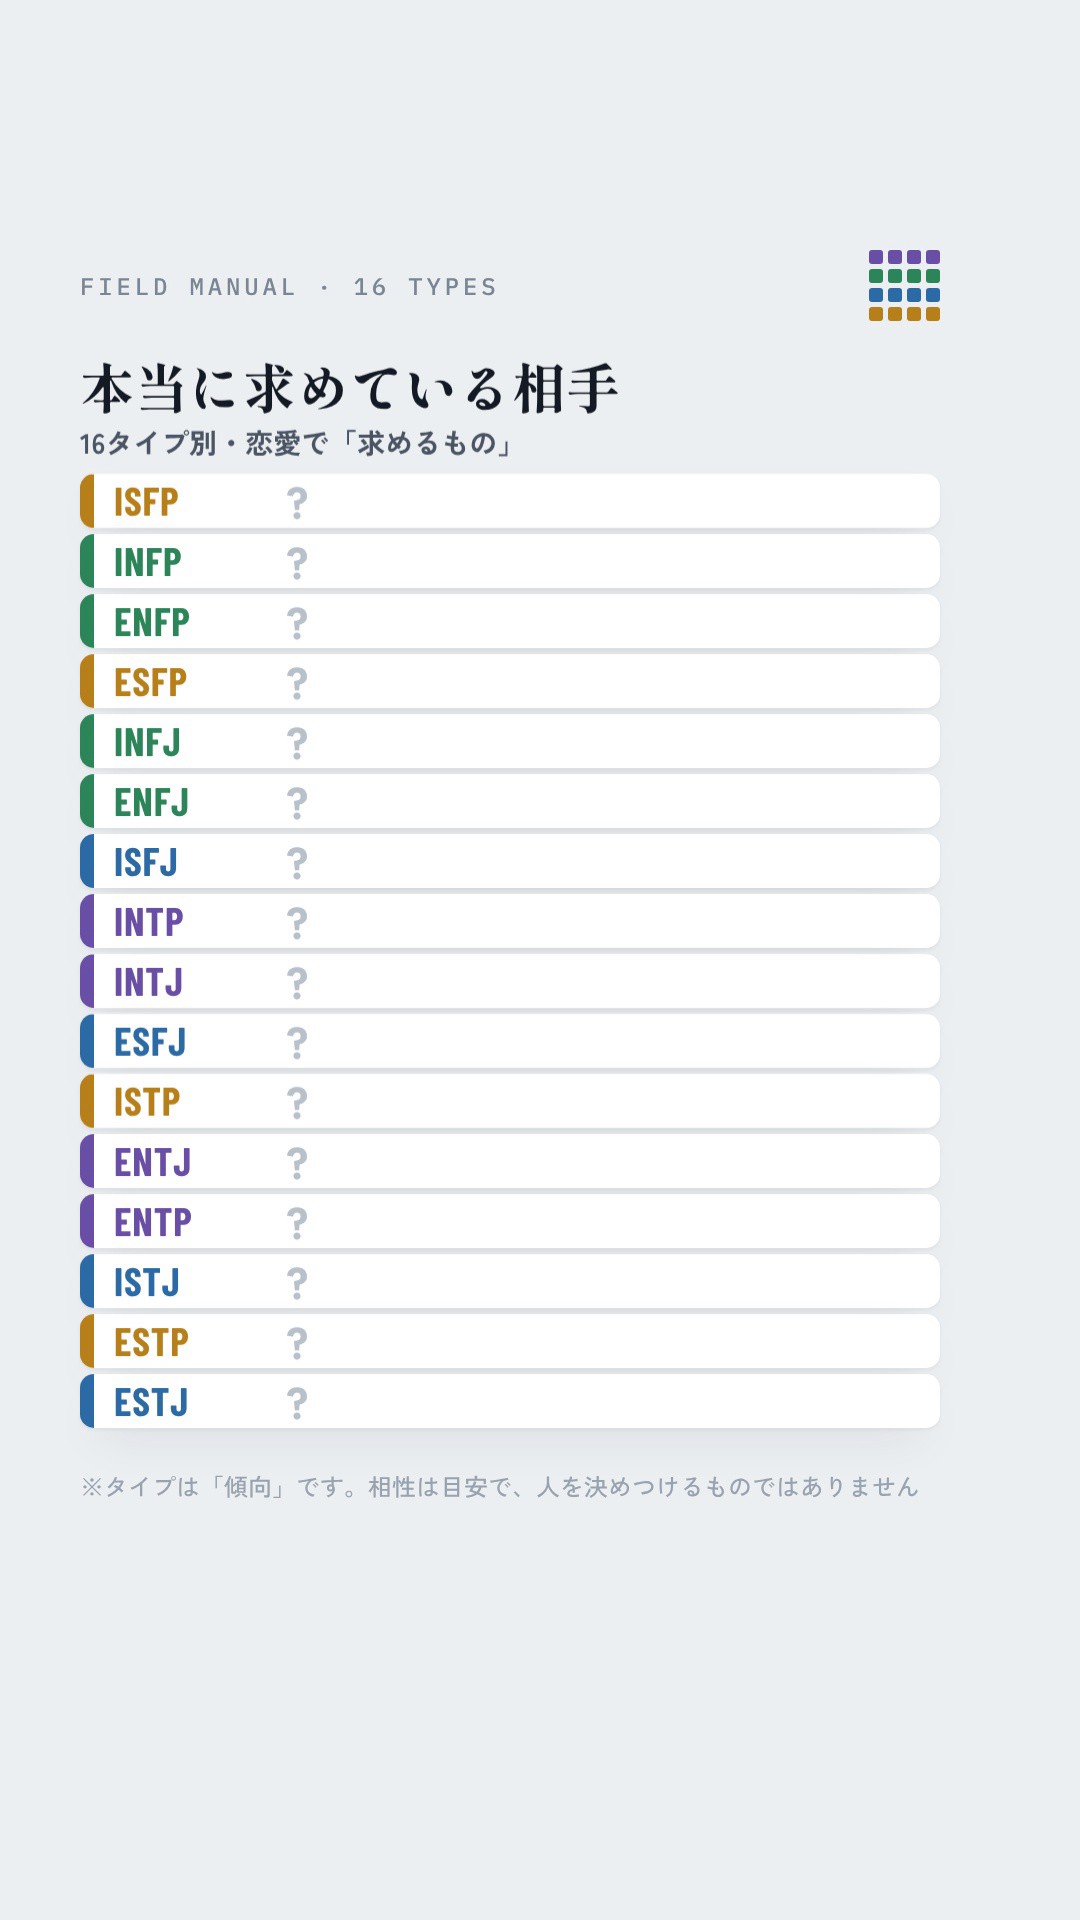 FIELD MANUAL · 16 TYPES
本当に求めている相手
16タイプ別・恋愛で「求めるもの」
ISFP ?
INFP ?
ENFP ?
ESFP ?
INFJ ?
ENFJ ?
ISFJ ?
INTP ?
INTJ ?
ESFJ ?
ISTP ?
ENTJ ?
ENTP ?
ISTJ ?
ESTP ?
ESTJ ?
※タイプは「傾向」です。相性は目安で、人を決めつけるものではありません